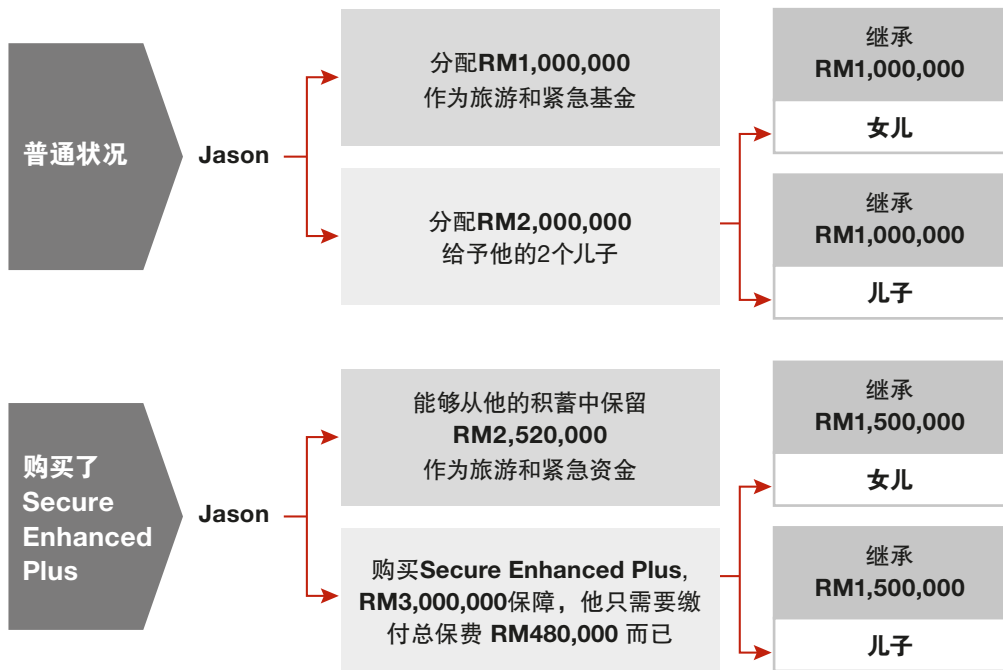 普通状况
Jason
分配RM1,000,000
作为旅游和紧急基金
分配RM2,000,000
给予他的2个儿子
继承
RM1,000,000
女儿
继承
RM1,000,000
儿子
购买了
Secure
Enhanced
Plus
Jason
能够从他的积蓄中保留
RM2,520,000
作为旅游和紧急资金
购买Secure Enhanced Plus,
RM3,000,000保障，他只需要缴
付总保费 RM480,000 而已
继承
RM1,500,000
女儿
继承
RM1,500,000
儿子